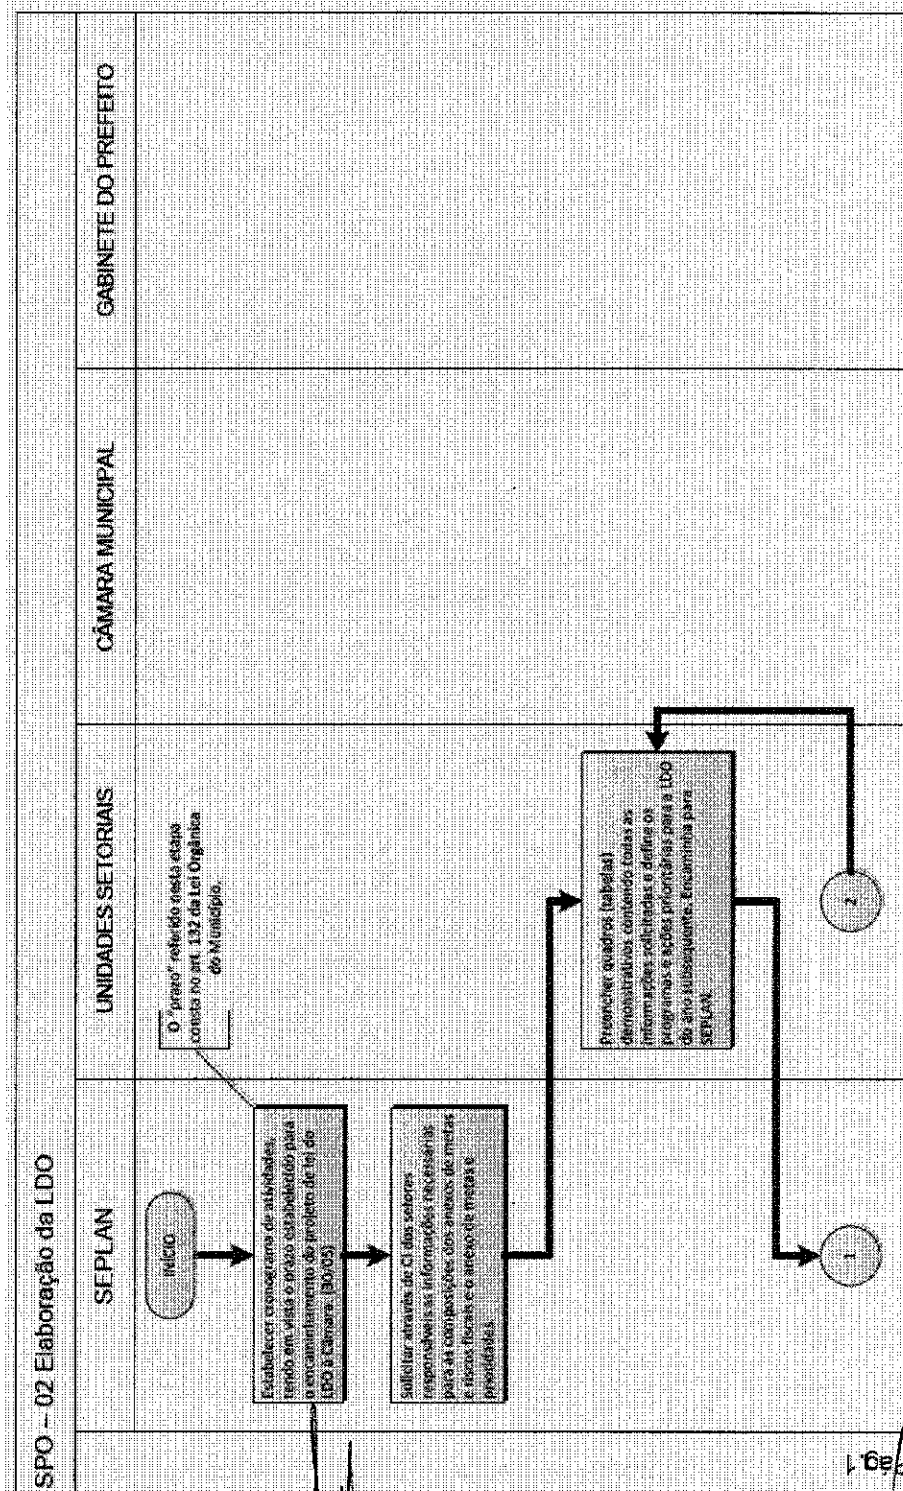 SPO – 02 Elaboração da LDO
SEPLAN
UNIDADES SETORIAIS
CÂMARA MUNICIPAL
GABINETE DO PREFEITO
INÍCIO
O "prazo" referido nesta etapa
consta no art. 132 da Lei Orgânica
do Município.
Estabelecer cronograma de atividades,
tendo em vista o prazo estabelecido para
o encaminhamento do projeto de lei do
LDO à Câmara. (30/05)
Solicitar através de CI dos setores
responsáveis as informações necessárias
para as composições dos anexos de metas
e riscos fiscais e o anexo de metas e
prioridades.
Preencher quadros (tabelas)
demonstrativos contendo todas as
informações solicitadas e define os
programas e ações prioritárias para a LDO
do ano subsequente. Encaminha para
SEPLAN.
1
2
ág.1